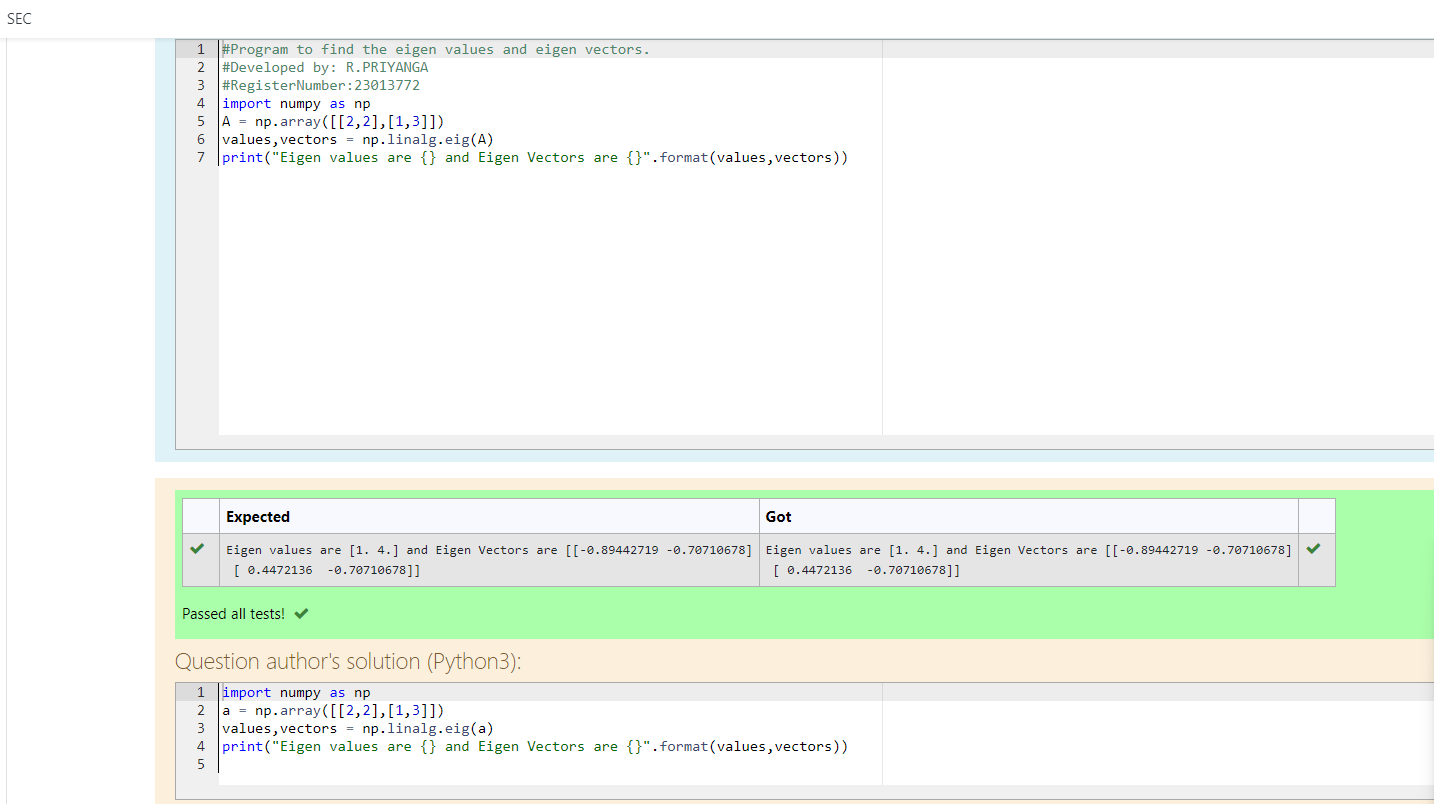 SEC
1 #Program to find the eigen values and eigen vectors.
2 #Developed by: R.PRIYANGA
3 #RegisterNumber:23013772
4 import numpy as np
5 A = np.array([[2,2],[1,3]])
6 values,vectors = np.linalg.eig(A)
7 print("Eigen values are {} and Eigen Vectors are {}".format(values,vectors))
Expected Got
Eigen values are [1. 4.] and Eigen Vectors are [[-0.89442719 -0.70710678] Eigen values are [1. 4.] and Eigen Vectors are [[-0.89442719 -0.70710678]
[ 0.4472136  -0.70710678]] [ 0.4472136  -0.70710678]]
Passed all tests!
Question author's solution (Python3):
1 import numpy as np
2 a = np.array([[2,2],[1,3]])
3 values,vectors = np.linalg.eig(a)
4 print("Eigen values are {} and Eigen Vectors are {}".format(values,vectors))
5